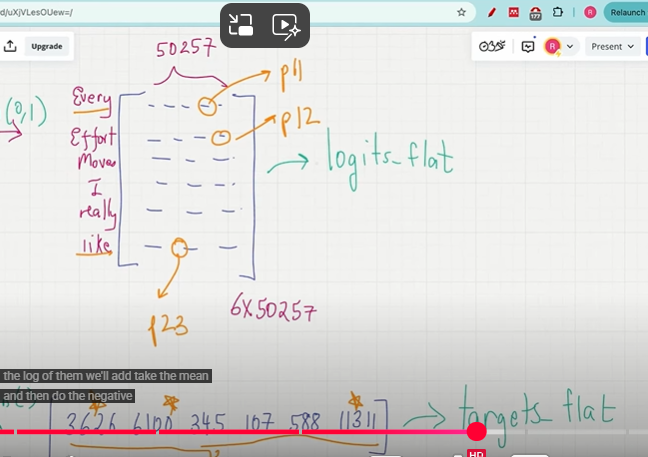 d/uXjVLesOUew=/
177
R
Relaunch
Upgrade
R
Present
50257
(0,1)
Every
p11
Effort
p12
Moves
logits_flat
I
really
like
p23
6X50257
the log of them we'll add take the mean
and then do the negative
3626 6100 345 107 588 11311
targets_flat
HD